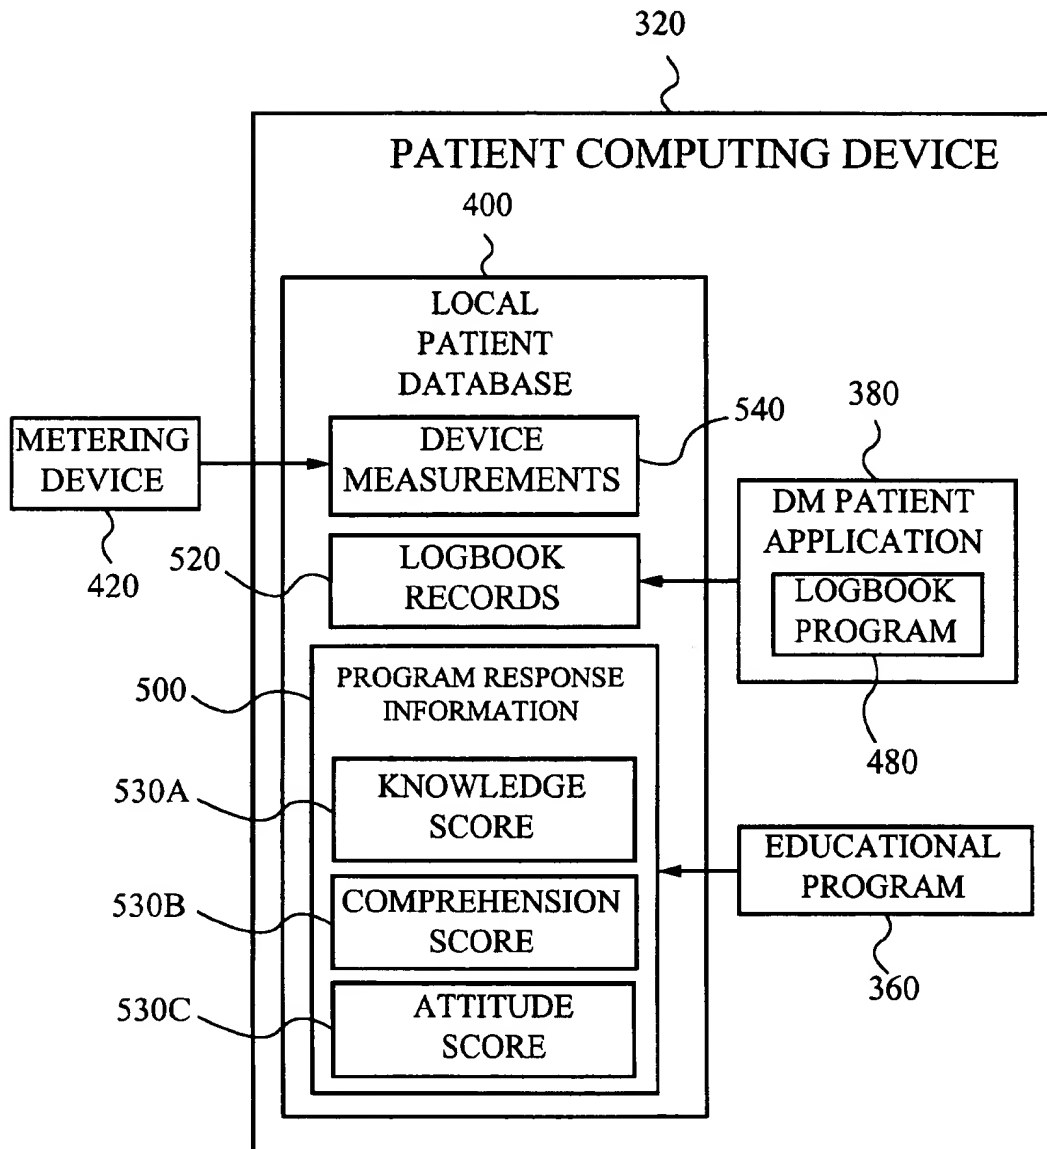 320
PATIENT COMPUTING DEVICE
400
LOCAL
PATIENT
DATABASE
540
380
METERING
DEVICE
DEVICE
MEASUREMENTS
420
520
LOGBOOK
RECORDS
DM PATIENT
APPLICATION
LOGBOOK
PROGRAM
480
500
PROGRAM RESPONSE
INFORMATION
530A
KNOWLEDGE
SCORE
530B
COMPREHENSION
SCORE
EDUCATIONAL
PROGRAM
360
530C
ATTITUDE
SCORE